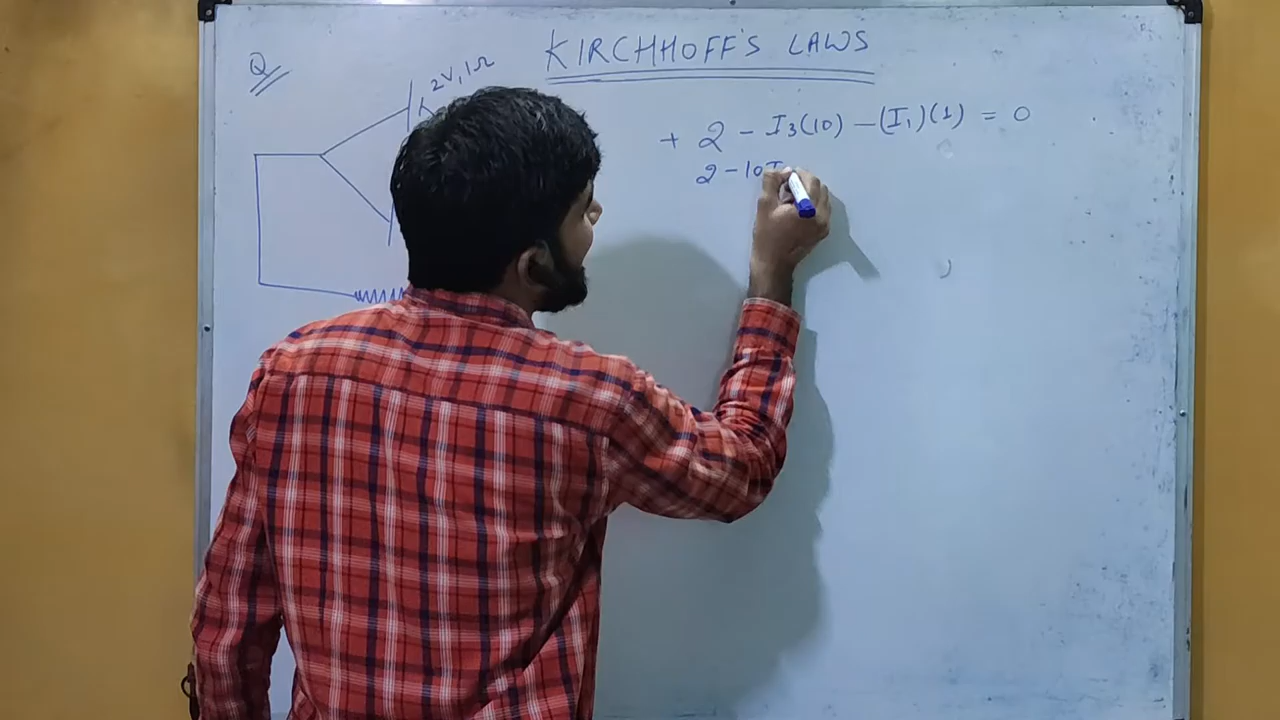 KIRCHHOFF'S LAWS
Q
2V, 1Ω
+ 2 - I₃(10) - (I₁)(1) = 0
2 - 10I